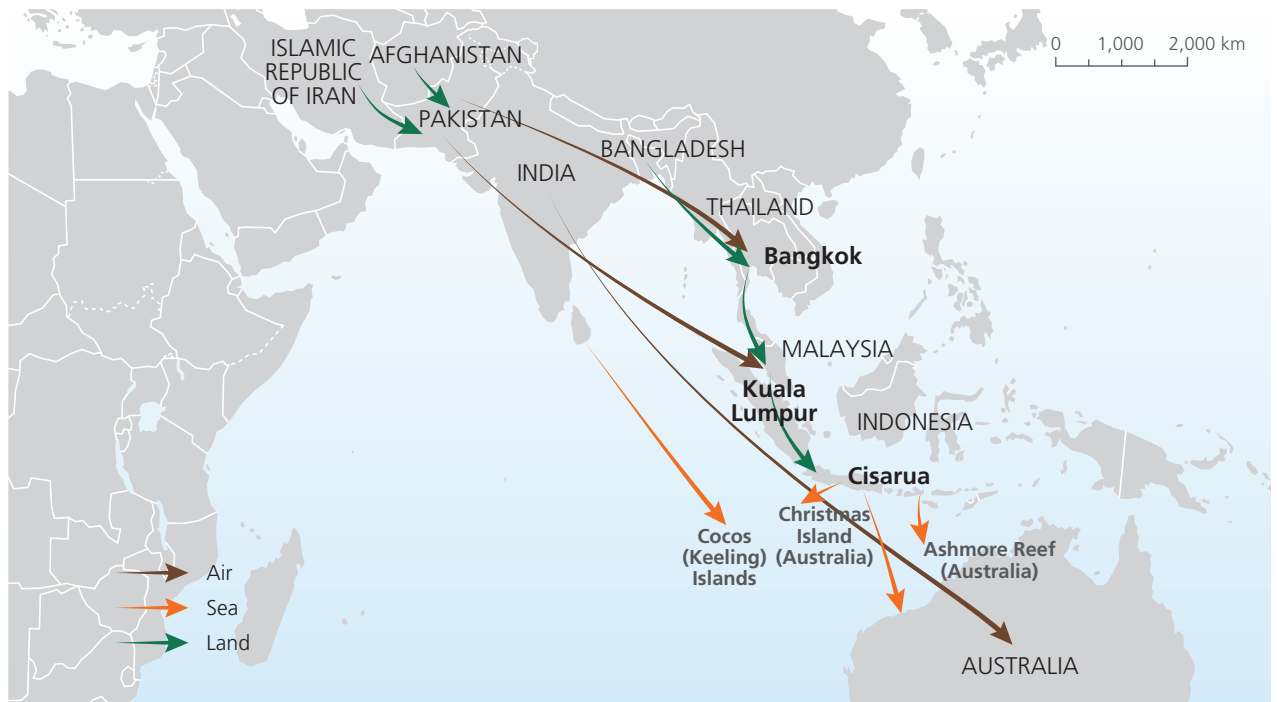 ISLAMIC
REPUBLIC
OF IRAN
AFGHANISTAN
0 1,000 2,000 km
PAKISTAN
BANGLADESH
INDIA
THAILAND
Bangkok
MALAYSIA
Kuala
Lumpur
INDONESIA
Cisarua
Christmas
Island
(Australia)
Cocos
(Keeling)
Islands
Ashmore Reef
(Australia)
Air
Sea
Land
AUSTRALIA